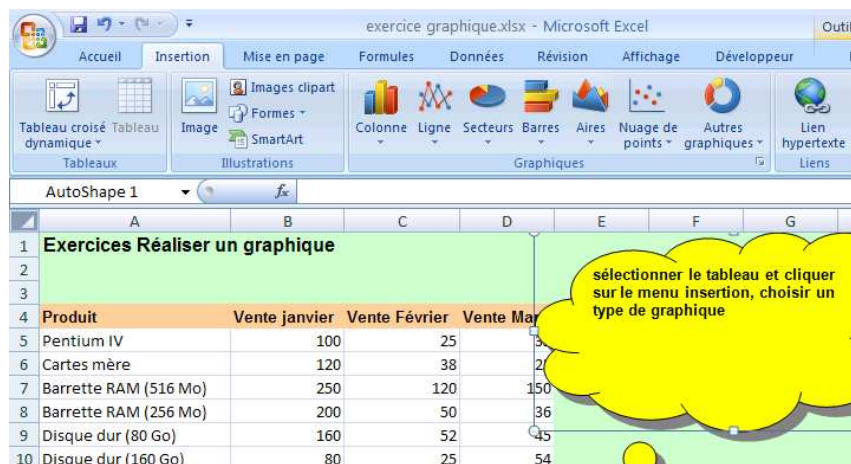 exercice graphique.xlsx - Microsoft Excel
Accueil Insertion Mise en page Formules Données Révision Affichage Développeur
Tableau croisé dynamique
Tableau
Image
Images clipart
Formes
SmartArt
Colonne Ligne Secteurs Barres Aires Nuage de points Autres graphiques
Lien hypertexte
Tableaux Illustrations Graphiques Liens
AutoShape 1 fx
A B C D E F G
1 Exercices Réaliser un graphique
2
3
sélectionner le tableau et cliquer
sur le menu insertion, choisir un
type de graphique
4 Produit Vente janvier Vente Février Vente
5 Pentium IV 100 25
6 Cartes mère 120 38
7 Barrette RAM (516 Mo) 250 120 150
8 Barrette RAM (256 Mo) 200 50 36
9 Disque dur (80 Go) 160 52 45
10 Disque dur (160 Go) 80 25 54